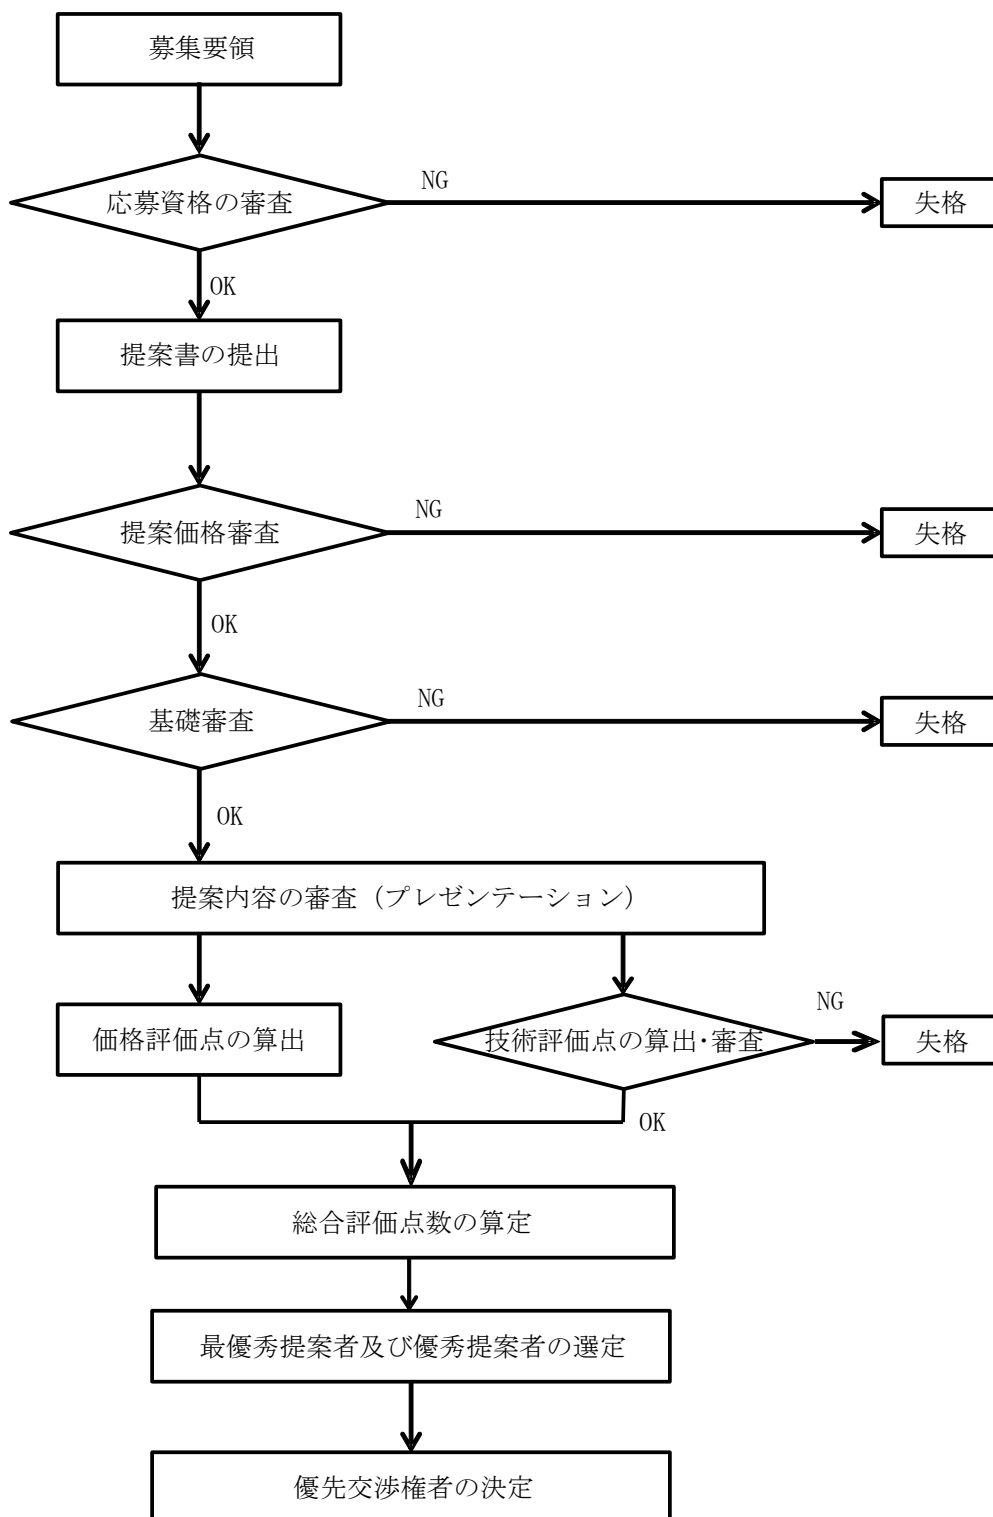 募集要領
応募資格の審査
NG
失格
OK
提案書の提出
提案価格審査
NG
失格
OK
基礎審査
NG
失格
OK
提案内容の審査（プレゼンテーション）
価格評価点の算出
技術評価点の算出・審査
NG
失格
OK
総合評価点数の算定
最優秀提案者及び優秀提案者の選定
優先交渉権者の決定